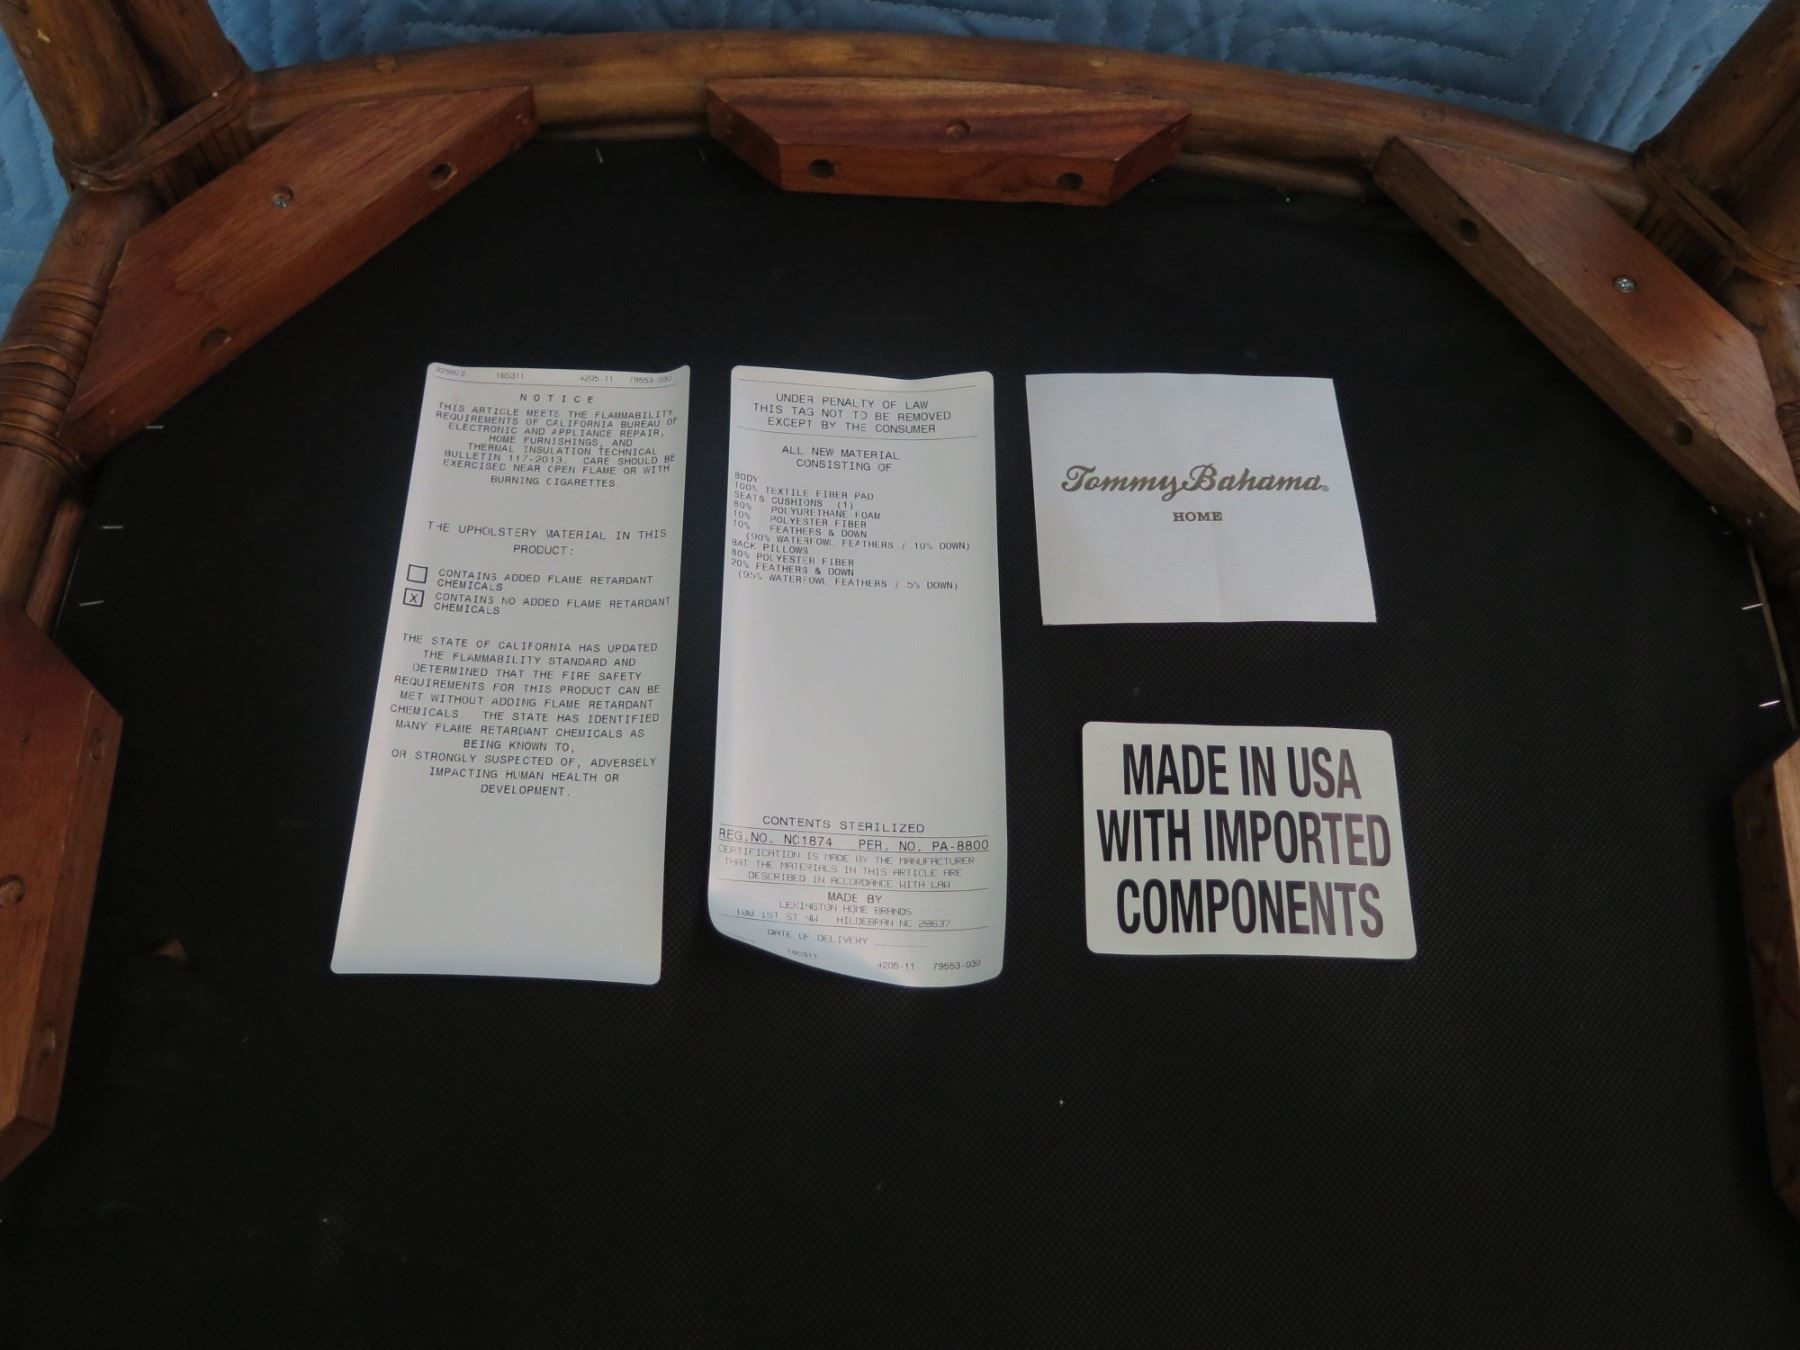 165311 4205-11 79553-030
NOTICE
THIS ARTICLE MEETS THE FLAMMABILITY
REQUIREMENTS OF CALIFORNIA BUREAU OF
ELECTRONIC AND APPLIANCE REPAIR,
HOME FURNISHINGS, AND
THERMAL INSULATION TECHNICAL
BULLETIN 117-2013. CARE SHOULD BE
EXERCISED NEAR OPEN FLAME OR WITH
BURNING CIGARETTES.
THE UPHOLSTERY MATERIAL IN THIS
PRODUCT:
CONTAINS ADDED FLAME RETARDANT
CHEMICALS
X CONTAINS NO ADDED FLAME RETARDANT
CHEMICALS
THE STATE OF CALIFORNIA HAS UPDATED
THE FLAMMABILITY STANDARD AND
DETERMINED THAT THE FIRE SAFETY
REQUIREMENTS FOR THIS PRODUCT CAN BE
MET WITHOUT ADDING FLAME RETARDANT
CHEMICALS. THE STATE HAS IDENTIFIED
MANY FLAME RETARDANT CHEMICALS AS
BEING KNOWN TO,
OR STRONGLY SUSPECTED OF, ADVERSELY
IMPACTING HUMAN HEALTH OR
DEVELOPMENT.
UNDER PENALTY OF LAW
THIS TAG NOT TO BE REMOVED
EXCEPT BY THE CONSUMER
ALL NEW MATERIAL
CONSISTING OF
BODY
100% TEXTILE FIBER PAD
SEATS CUSHIONS (1)
80% POLYURETHANE FOAM
10% POLYESTER FIBER
10% FEATHERS & DOWN
(90% WATERFOWL FEATHERS / 10% DOWN)
BACK PILLOWS
80% POLYESTER FIBER
20% FEATHERS & DOWN
(95% WATERFOWL FEATHERS / 5% DOWN)
CONTENTS STERILIZED
REG.NO. NC1874 PER. NO. PA-8800
CERTIFICATION IS MADE BY THE MANUFACTURER
THAT THE MATERIALS IN THIS ARTICLE ARE
DESCRIBED IN ACCORDANCE WITH LAW
MADE BY
LEXINGTON HOME BRANDS
1ST ST NW HILDEBRAN NC 28637
DATE OF DELIVERY
165311 4205-11 79553-030
Tommy Bahama®
HOME
MADE IN USA
WITH IMPORTED
COMPONENTS